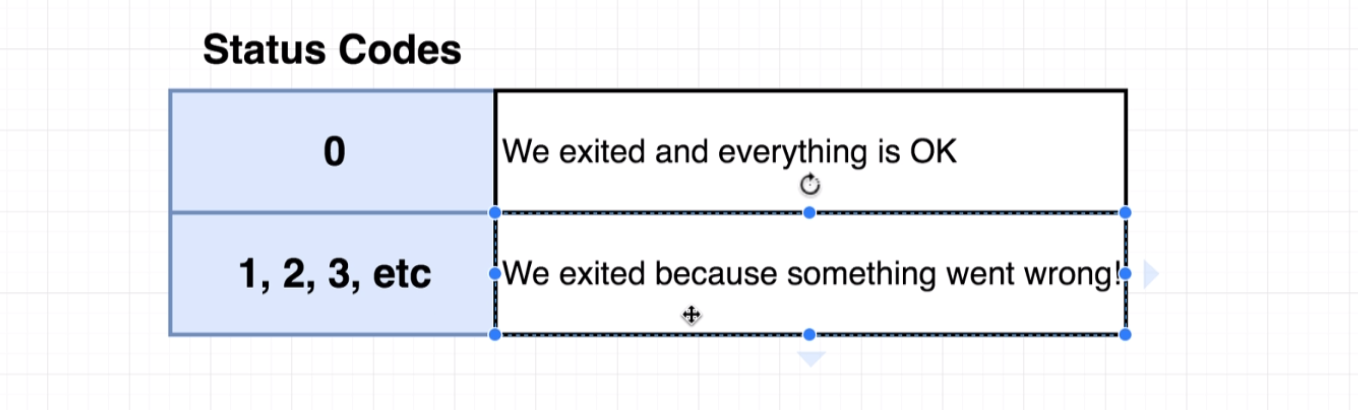 Status Codes
0
We exited and everything is OK
1, 2, 3, etc
We exited because something went wrong!